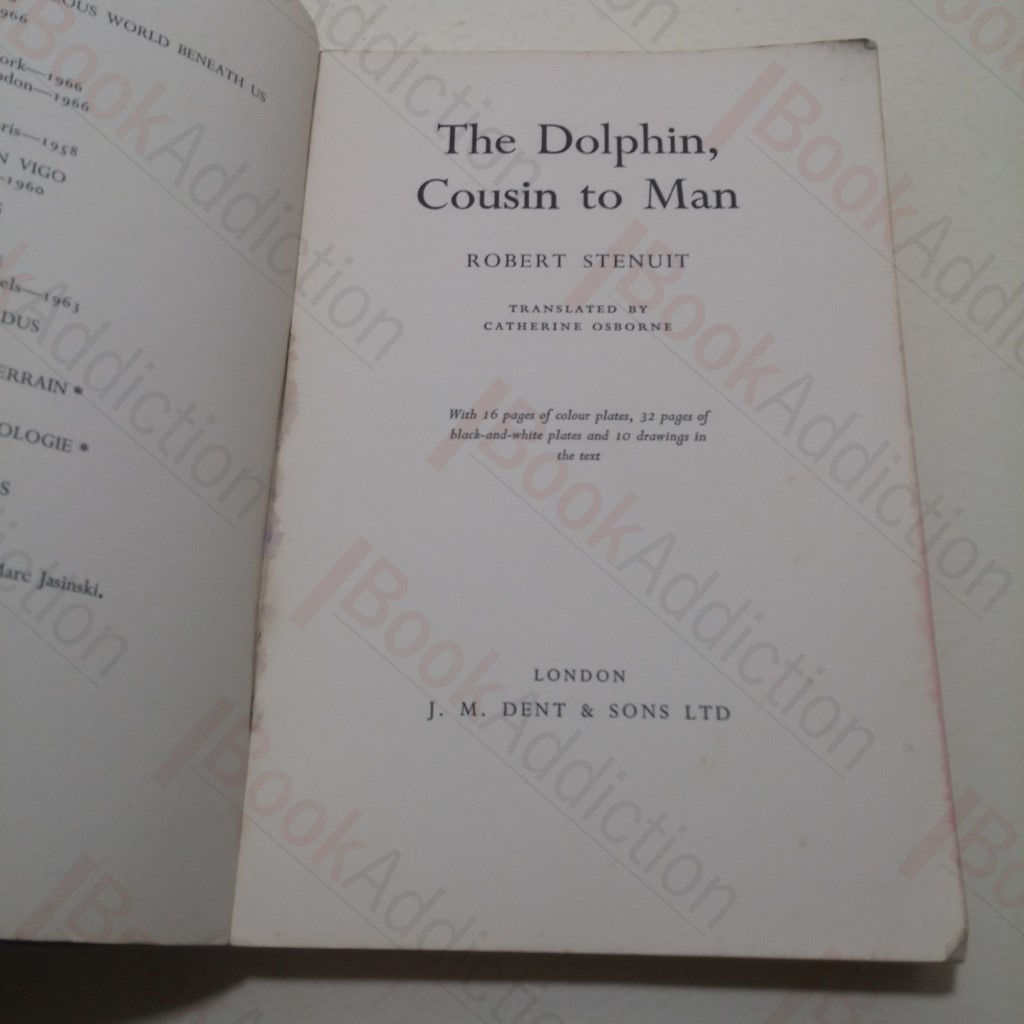 EOUS WORLD BENEATH US
966
ork—1966
ndon—1966
ris—1958
N VIGO
—1960
els—1963
DUS
ERRAIN *
OLOGIE *
S
Marc Jasinski.
The Dolphin,
Cousin to Man
ROBERT STENUIT
TRANSLATED BY
CATHERINE OSBORNE
With 16 pages of colour plates, 32 pages of
black-and-white plates and 10 drawings in
the text
LONDON
J. M. DENT & SONS LTD
BookAddiction